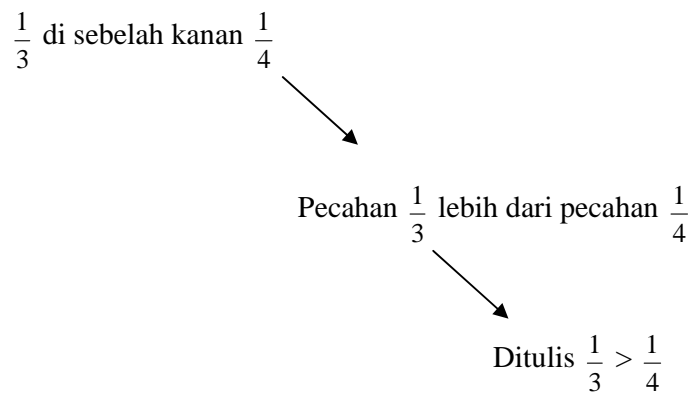 1/3 di sebelah kanan 1/4
Pecahan 1/3 lebih dari pecahan 1/4
Ditulis 1/3 > 1/4